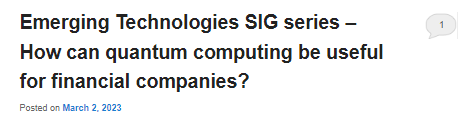 Emerging Technologies SIG series –
1
How can quantum computing be useful
for financial companies?
Posted on March 2, 2023